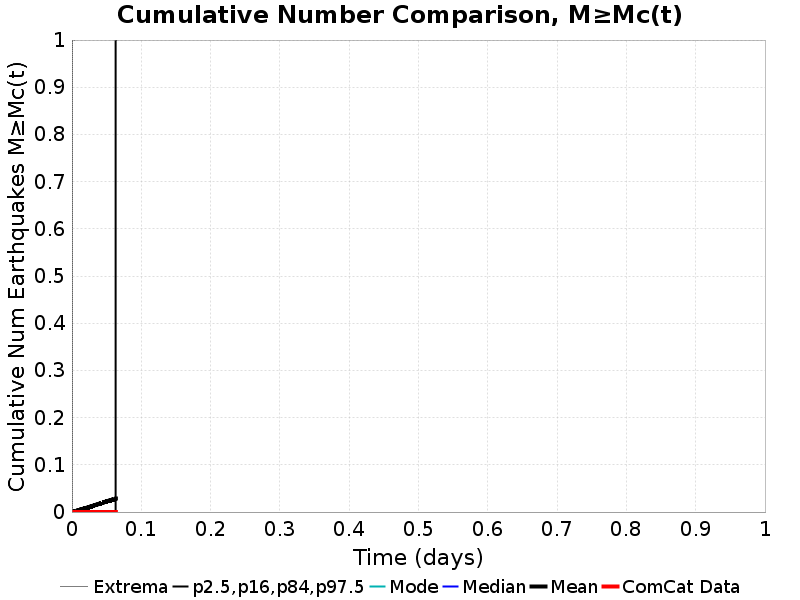 Cumulative Number Comparison, M≥Mc(t)
Cumulative Num Earthquakes M≥Mc(t)
1
0.9
0.8
0.7
0.6
0.5
0.4
0.3
0.2
0.1
0
0 0.1 0.2 0.3 0.4 0.5 0.6 0.7 0.8 0.9 1
Time (days)
Extrema p2.5,p16,p84,p97.5 Mode Median Mean ComCat Data